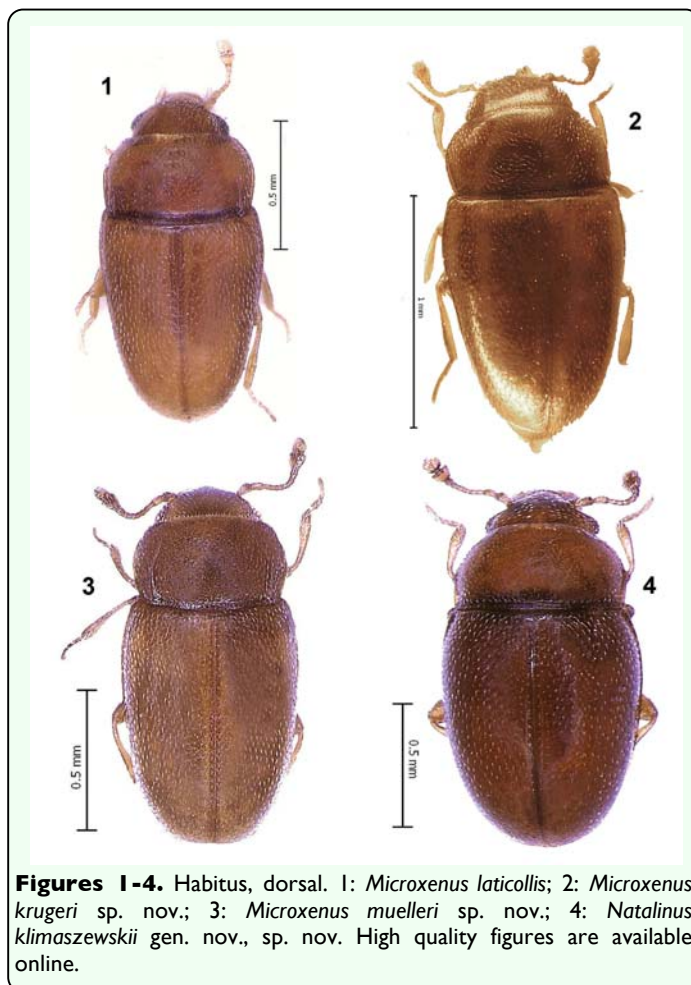 1
0.5 mm
2
1 mm
3
0.5 mm
4
0.5 mm
Figures 1-4. Habitus, dorsal. 1: Microxenus laticollis; 2: Microxenus
krugeri sp. nov.; 3: Microxenus muelleri sp. nov.; 4: Natalinus
klimaszewskii gen. nov., sp. nov. High quality figures are available
online.